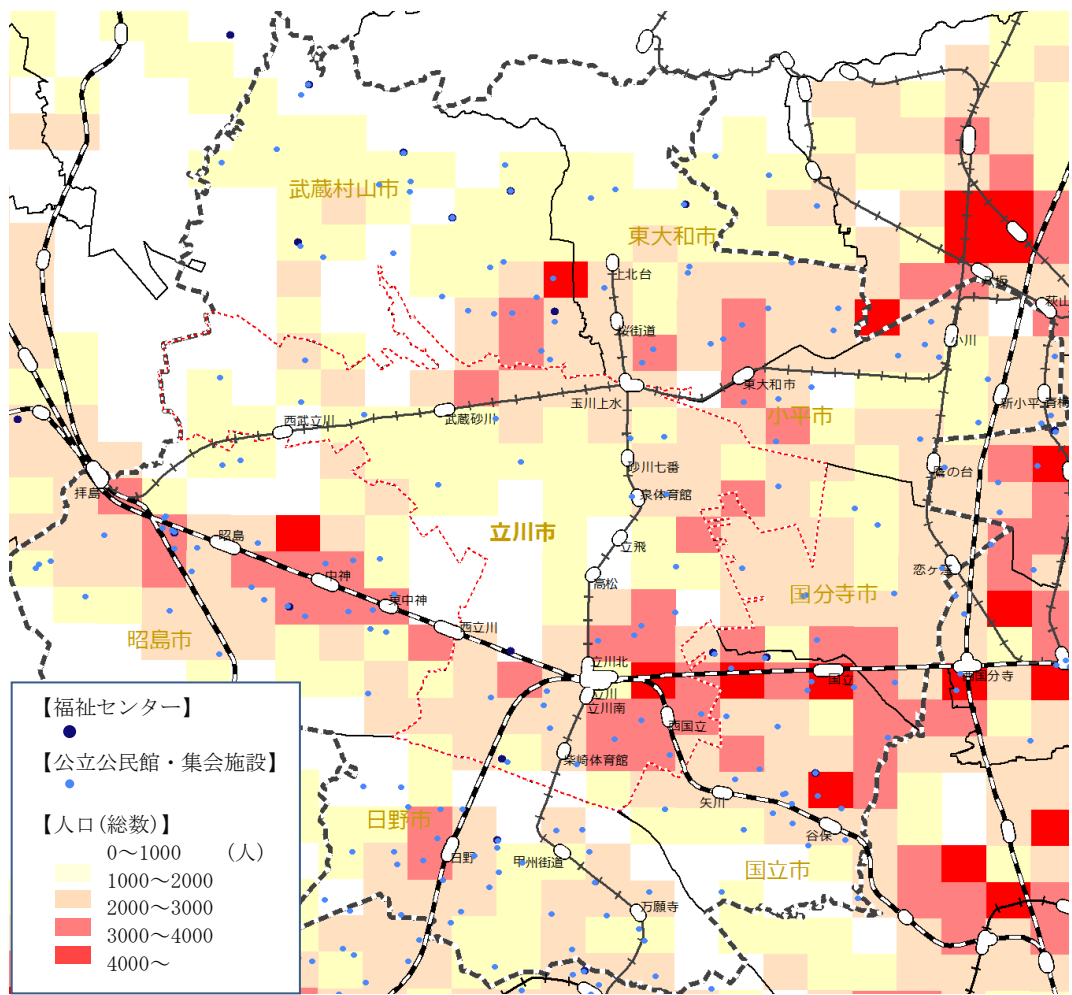 武蔵村山市
東大和市
上北台
八坂
萩山
桜街道
小川
東大和市
玉川上水
新小平
青梅
小平市
武蔵砂川
西武立川
砂川七番
鷹の台
拝島
泉体育館
立川市
昭島
立飛
恋ヶ窪
高松
中神
国分寺市
東中神
昭島市
西立川
立川北
国立
西国分寺
立川
立川南
西国立
柴崎体育館
矢川
日野市
谷保
日野
甲州街道
国立市
万願寺
【福祉センター】
【公立公民館・集会施設】
【人口(総数)】
0～1000 (人)
1000～2000
2000～3000
3000～4000
4000～